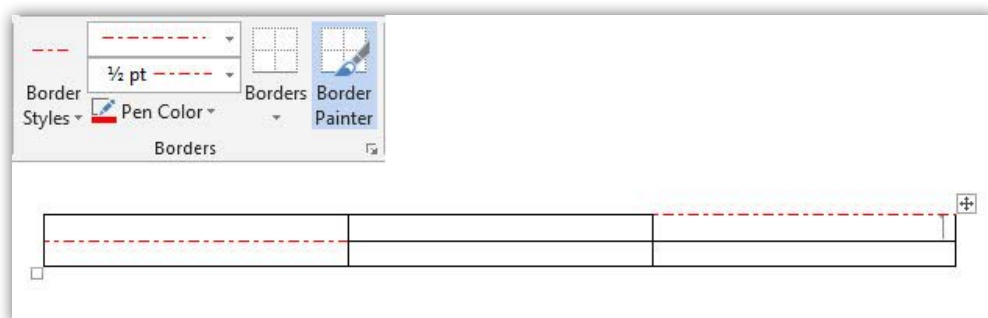 ½ pt
Border Styles
Pen Color
Borders
Border Painter
Borders